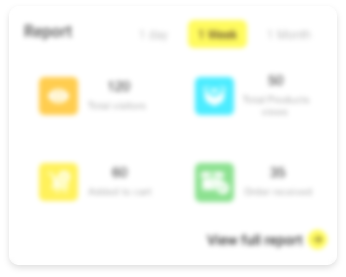 Report
1 day
1 Week
1 Month
120
Total visitors
50
Total Products
views
60
Added to cart
35
View full report